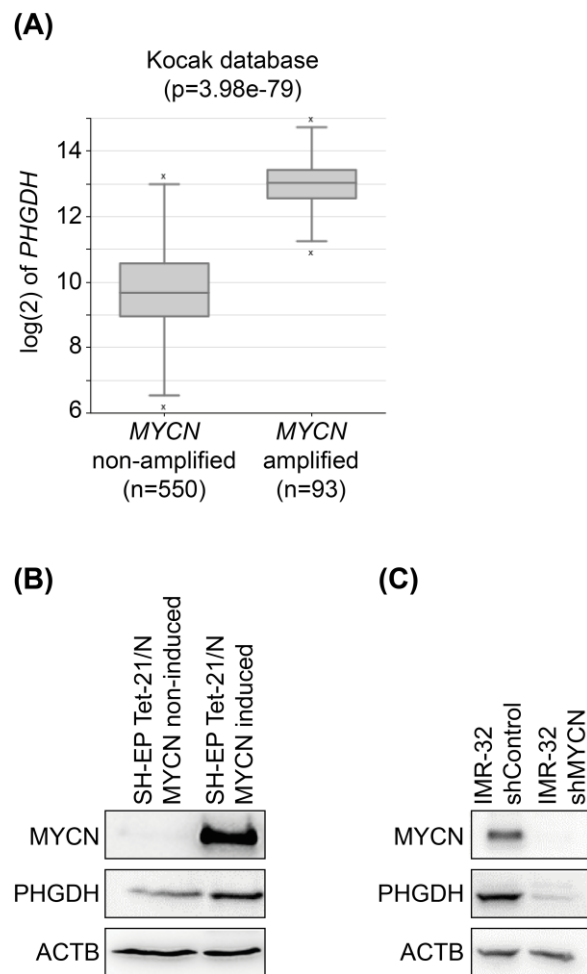 (A)
Kocak database
(p=3.98e-79)
log(2) of PHGDH
14
13
12
10
9
8
6
x
x
x
x
MYCN
non-amplified
(n=550)
MYCN
amplified
(n=93)
(B)
SH-EP Tet-21/N
MYCN non-induced
SH-EP Tet-21/N
MYCN induced
MYCN
PHGDH
ACTB
(C)
IMR-32
shControl
IMR-32
shMYCN
MYCN
PHGDH
ACTB